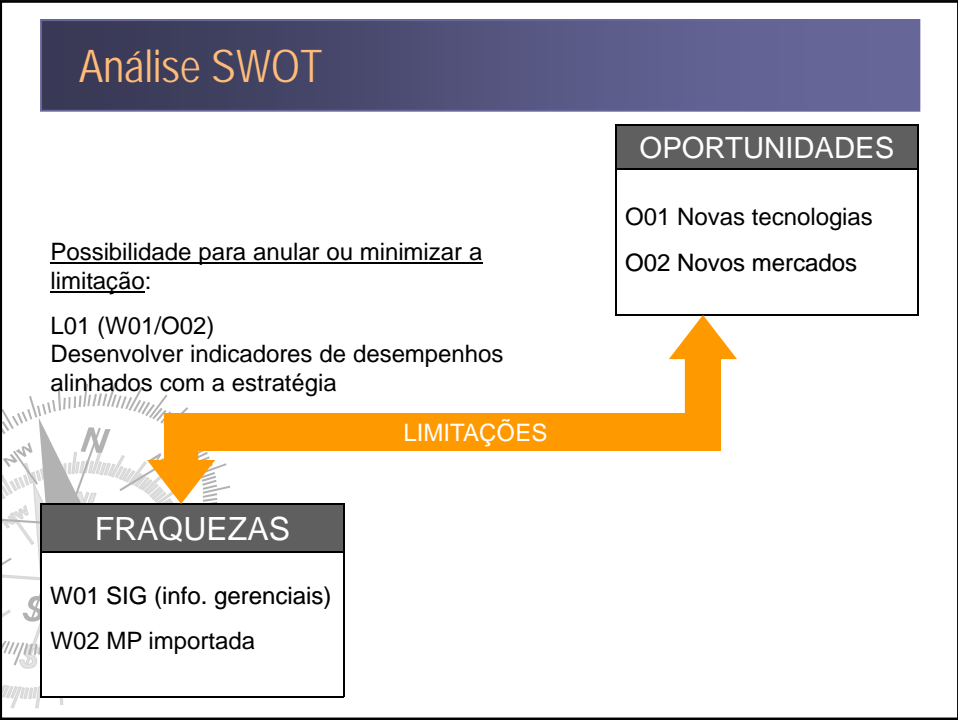 Análise SWOT
OPORTUNIDADES
O01 Novas tecnologias
O02 Novos mercados
Possibilidade para anular ou minimizar a
limitação:
L01 (W01/O02)
Desenvolver indicadores de desempenhos
alinhados com a estratégia
LIMITAÇÕES
NW
N
FRAQUEZAS
W01 SIG (info. gerenciais)
W02 MP importada